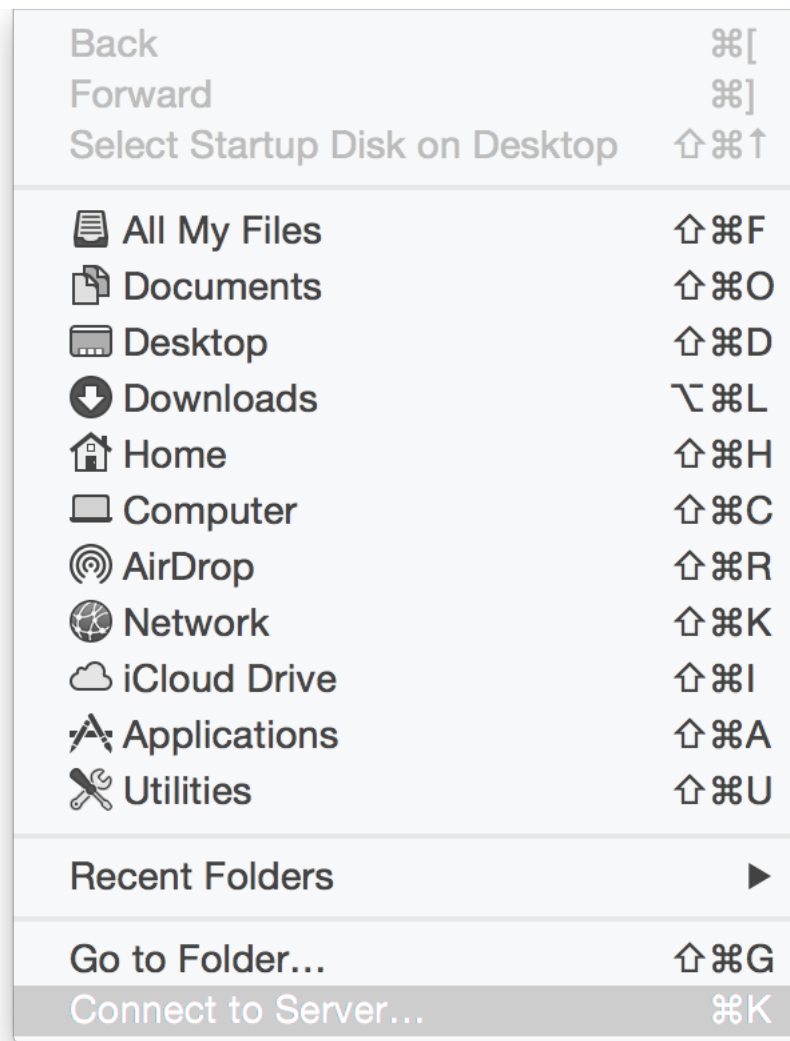 Back ⌘[
Forward ⌘]
Select Startup Disk on Desktop ⇧⌘↑
All My Files ⇧⌘F
Documents ⇧⌘O
Desktop ⇧⌘D
Downloads ⌥⌘L
Home ⇧⌘H
Computer ⇧⌘C
AirDrop ⇧⌘R
Network ⇧⌘K
iCloud Drive ⇧⌘I
Applications ⇧⌘A
Utilities ⇧⌘U
Recent Folders ▶
Go to Folder... ⇧⌘G
Connect to Server... ⌘K